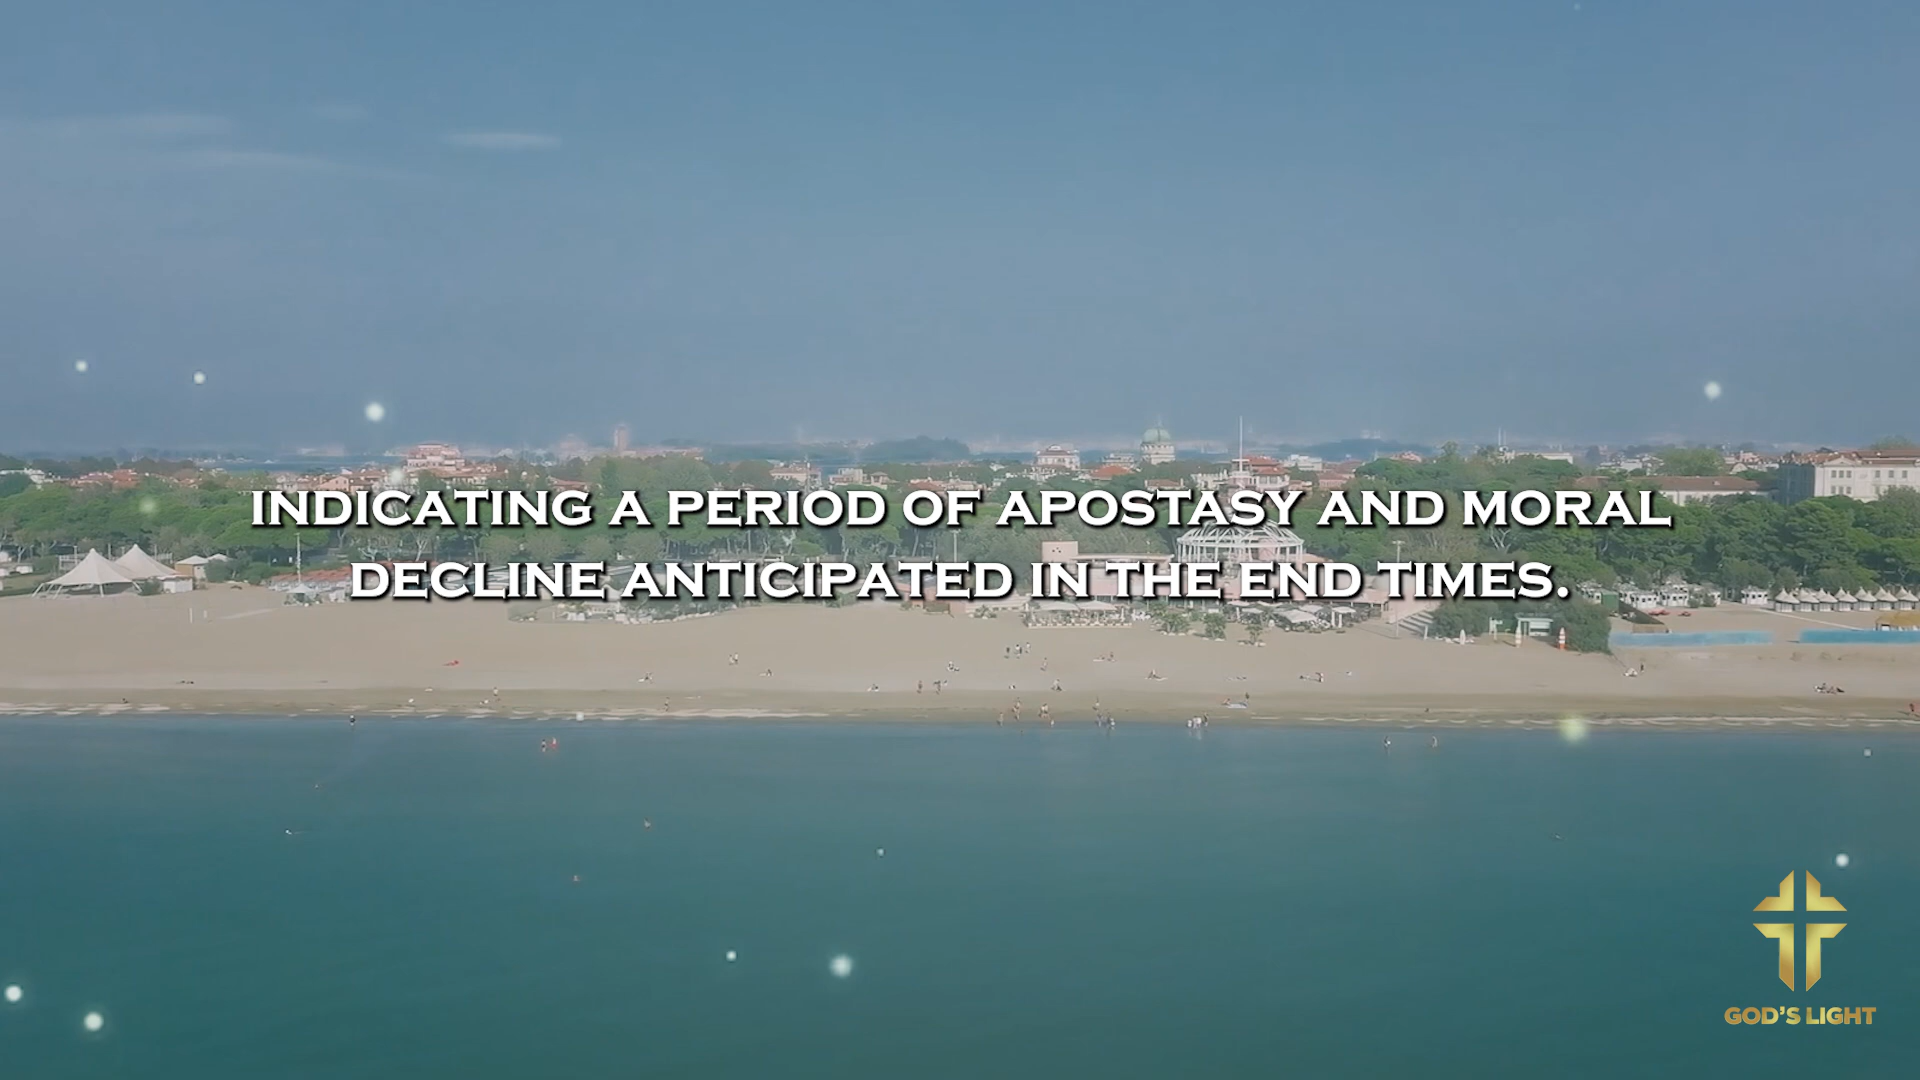 INDICATING A PERIOD OF APOSTASY AND MORAL
DECLINE ANTICIPATED IN THE END TIMES.
GOD'S LIGHT